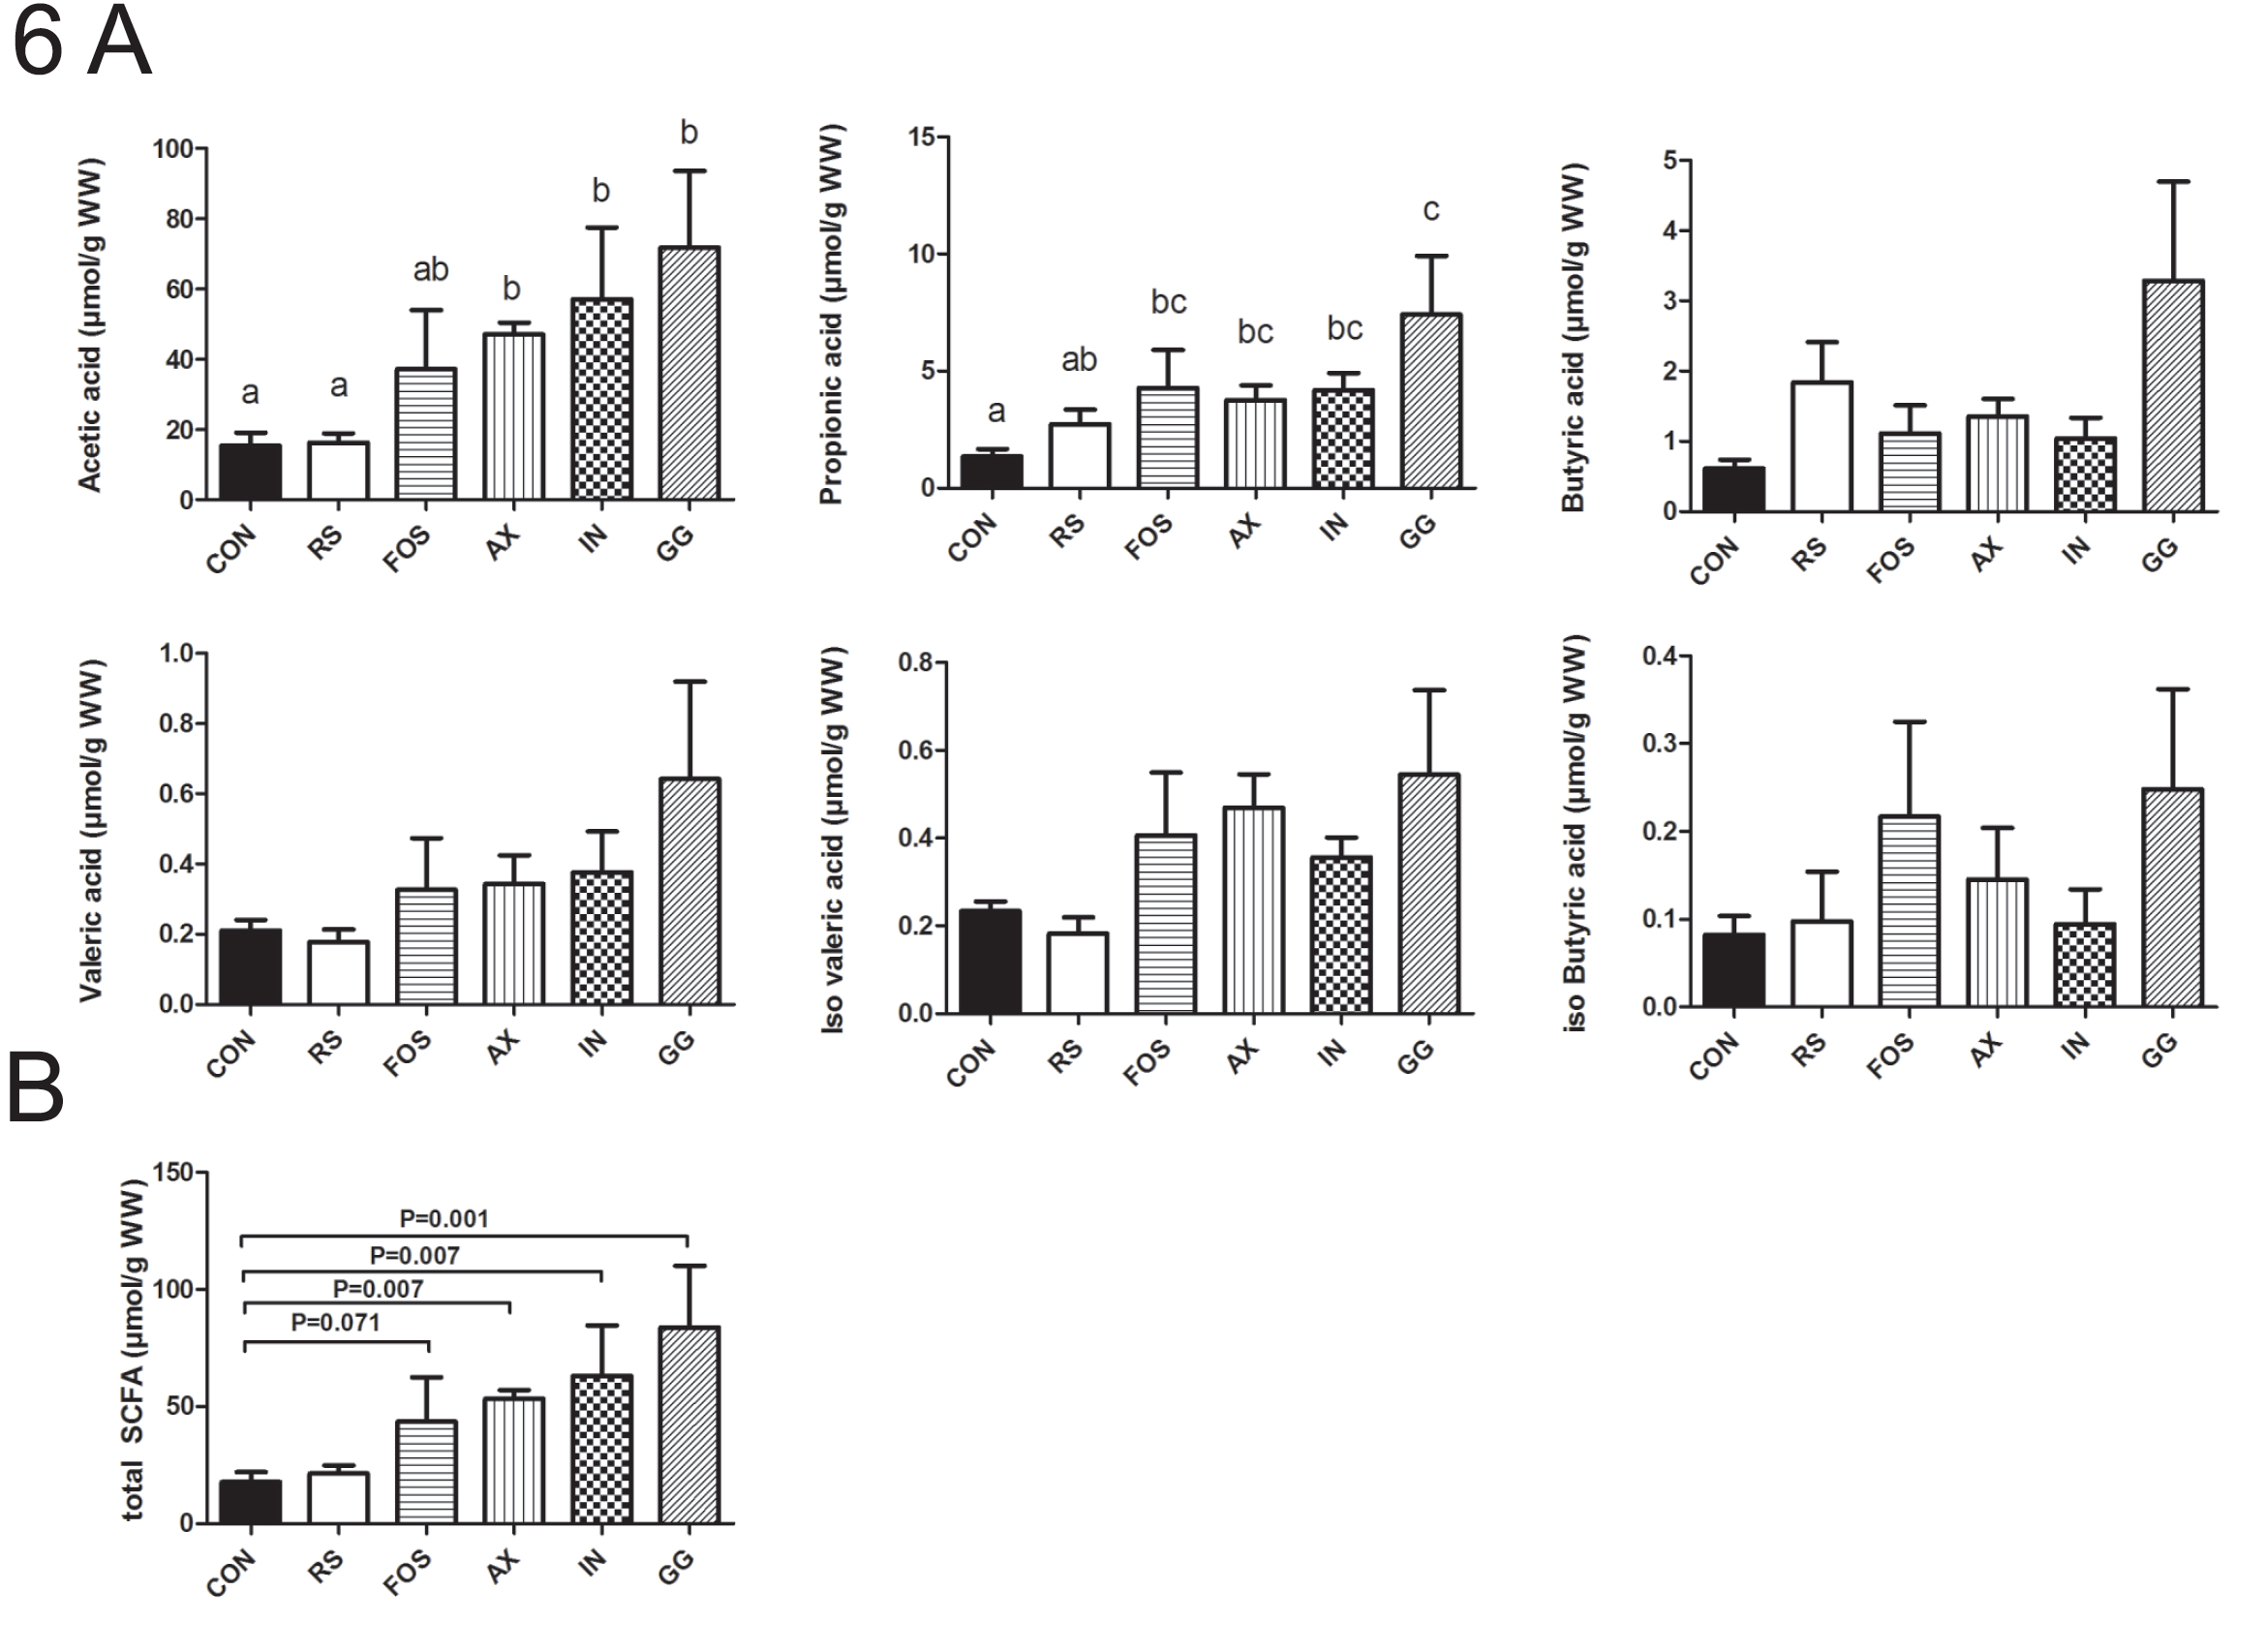 6 A
Acetic acid (µmol/g WW)
100
80
60
40
20
0
a
a
ab
b
b
b
CON
RS
FOS
AX
IN
GG
Propionic acid (µmol/g WW)
15
10
5
0
a
ab
bc
bc
bc
c
CON
RS
FOS
AX
IN
GG
Butyric acid (µmol/g WW)
5
4
3
2
1
0
CON
RS
FOS
AX
IN
GG
Valeric acid (µmol/g WW)
1.0
0.8
0.6
0.4
0.2
0.0
CON
RS
FOS
AX
IN
GG
Iso valeric acid (µmol/g WW)
0.8
0.6
0.4
0.2
0.0
CON
RS
FOS
AX
IN
GG
iso Butyric acid (µmol/g WW)
0.4
0.3
0.2
0.1
0.0
CON
RS
FOS
AX
IN
GG
B
total SCFA (µmol/g WW)
150
100
50
0
P=0.001
P=0.007
P=0.007
P=0.071
CON
RS
FOS
AX
IN
GG